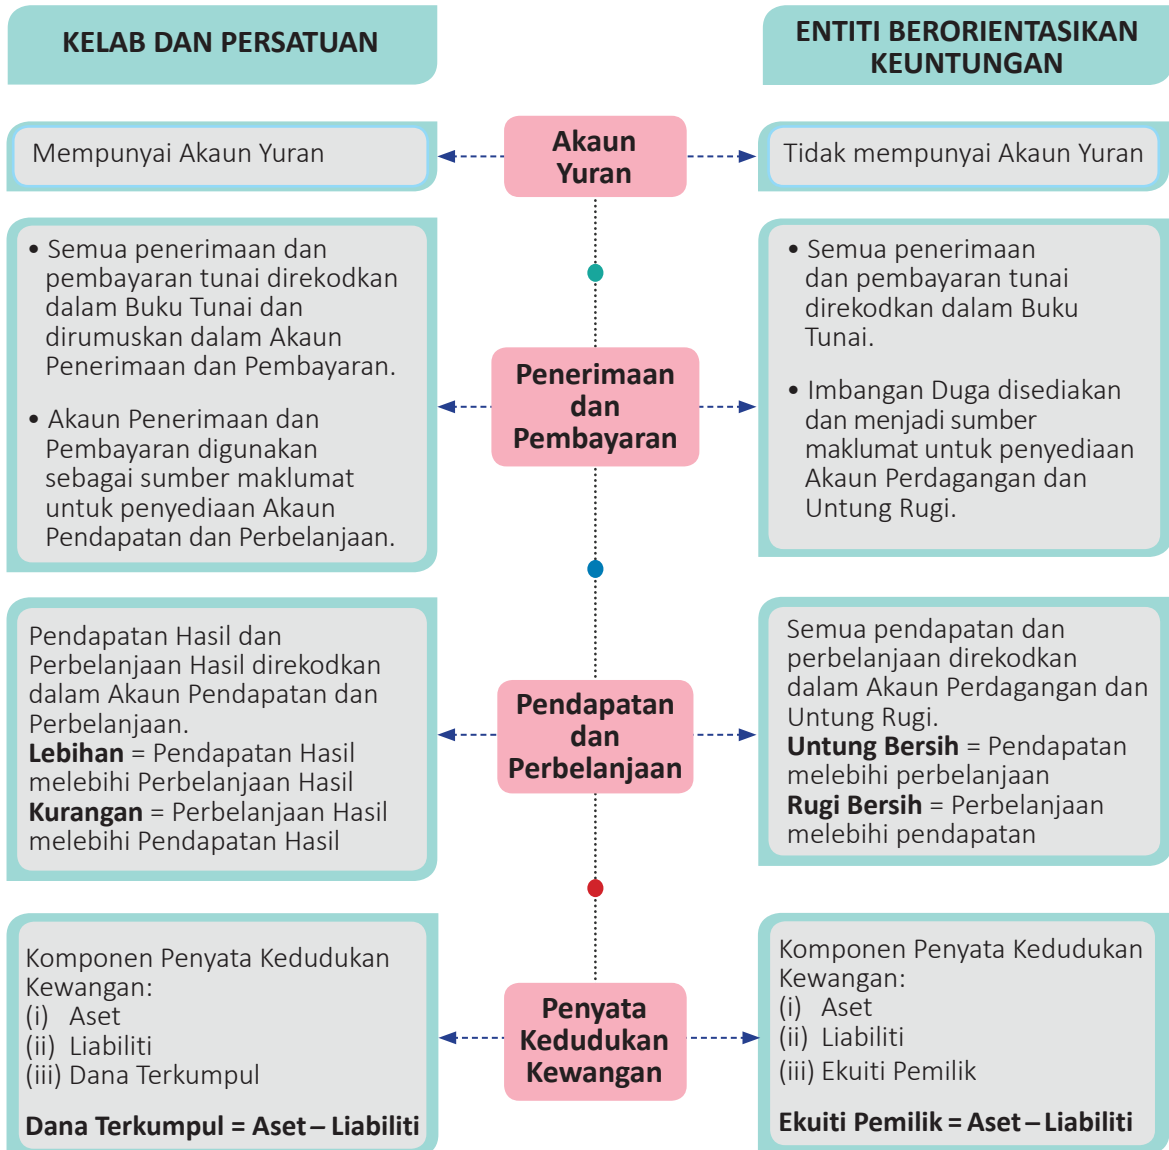 KELAB DAN PERSATUAN
ENTITI BERORIENTASIKAN
KEUNTUNGAN
Mempunyai Akaun Yuran
Akaun
Yuran
Tidak mempunyai Akaun Yuran
• Semua penerimaan dan
pembayaran tunai direkodkan
dalam Buku Tunai dan
dirumuskan dalam Akaun
Penerimaan dan Pembayaran.
• Akaun Penerimaan dan
Pembayaran digunakan
sebagai sumber maklumat
untuk penyediaan Akaun
Pendapatan dan Perbelanjaan.
Penerimaan
dan
Pembayaran
• Semua penerimaan
dan pembayaran tunai
direkodkan dalam Buku
Tunai.
• Imbangan Duga disediakan
dan menjadi sumber
maklumat untuk penyediaan
Akaun Perdagangan dan
Untung Rugi.
Pendapatan Hasil dan
Perbelanjaan Hasil direkodkan
dalam Akaun Pendapatan dan
Perbelanjaan.
Lebihan = Pendapatan Hasil
melebihi Perbelanjaan Hasil
Kurangan = Perbelanjaan Hasil
melebihi Pendapatan Hasil
Pendapatan
dan
Perbelanjaan
Semua pendapatan dan
perbelanjaan direkodkan
dalam Akaun Perdagangan dan
Untung Rugi.
Untung Bersih = Pendapatan
melebihi perbelanjaan
Rugi Bersih = Perbelanjaan
melebihi pendapatan
Komponen Penyata Kedudukan
Kewangan:
(i) Aset
(ii) Liabiliti
(iii) Dana Terkumpul
Dana Terkumpul = Aset – Liabiliti
Penyata
Kedudukan
Kewangan
Komponen Penyata Kedudukan
Kewangan:
(i) Aset
(ii) Liabiliti
(iii) Ekuiti Pemilik
Ekuiti Pemilik = Aset – Liabiliti